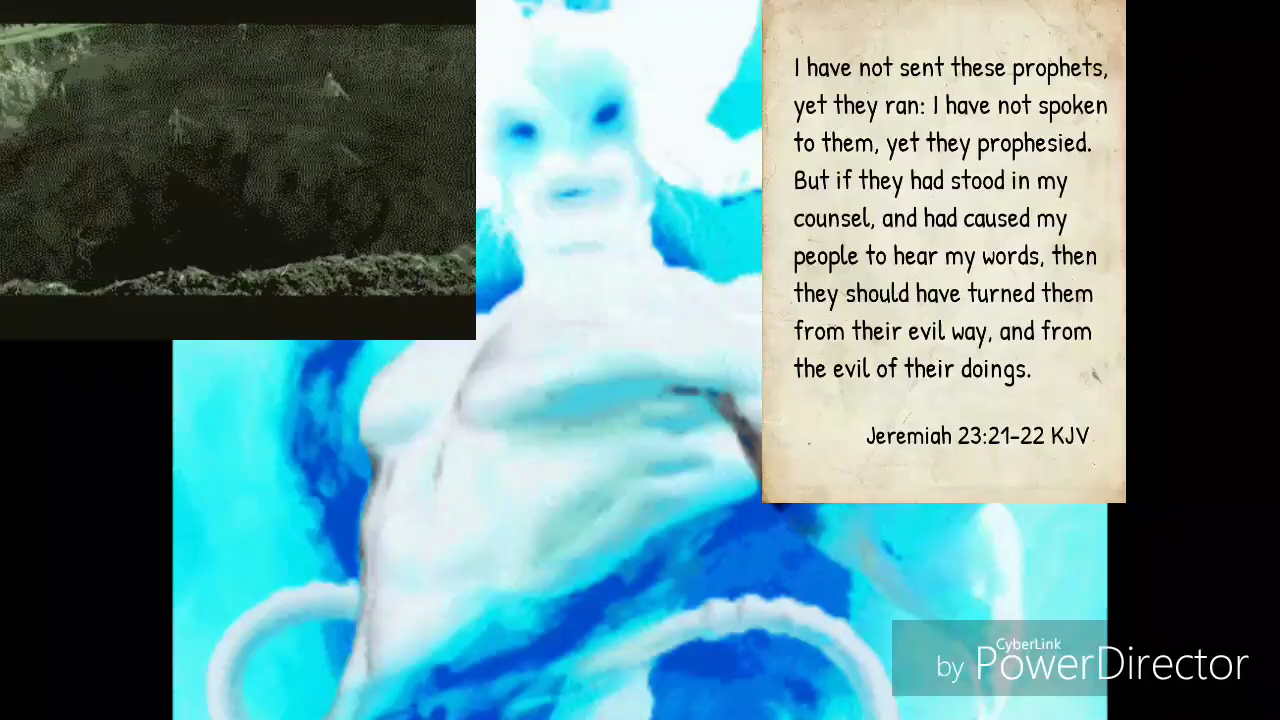 I have not sent these prophets,
yet they ran: I have not spoken
to them, yet they prophesied.
But if they had stood in my
counsel, and had caused my
people to hear my words, then
they should have turned them
from their evil way, and from
the evil of their doings.
Jeremiah 23:21-22 KJV
CyberLink
by PowerDirector